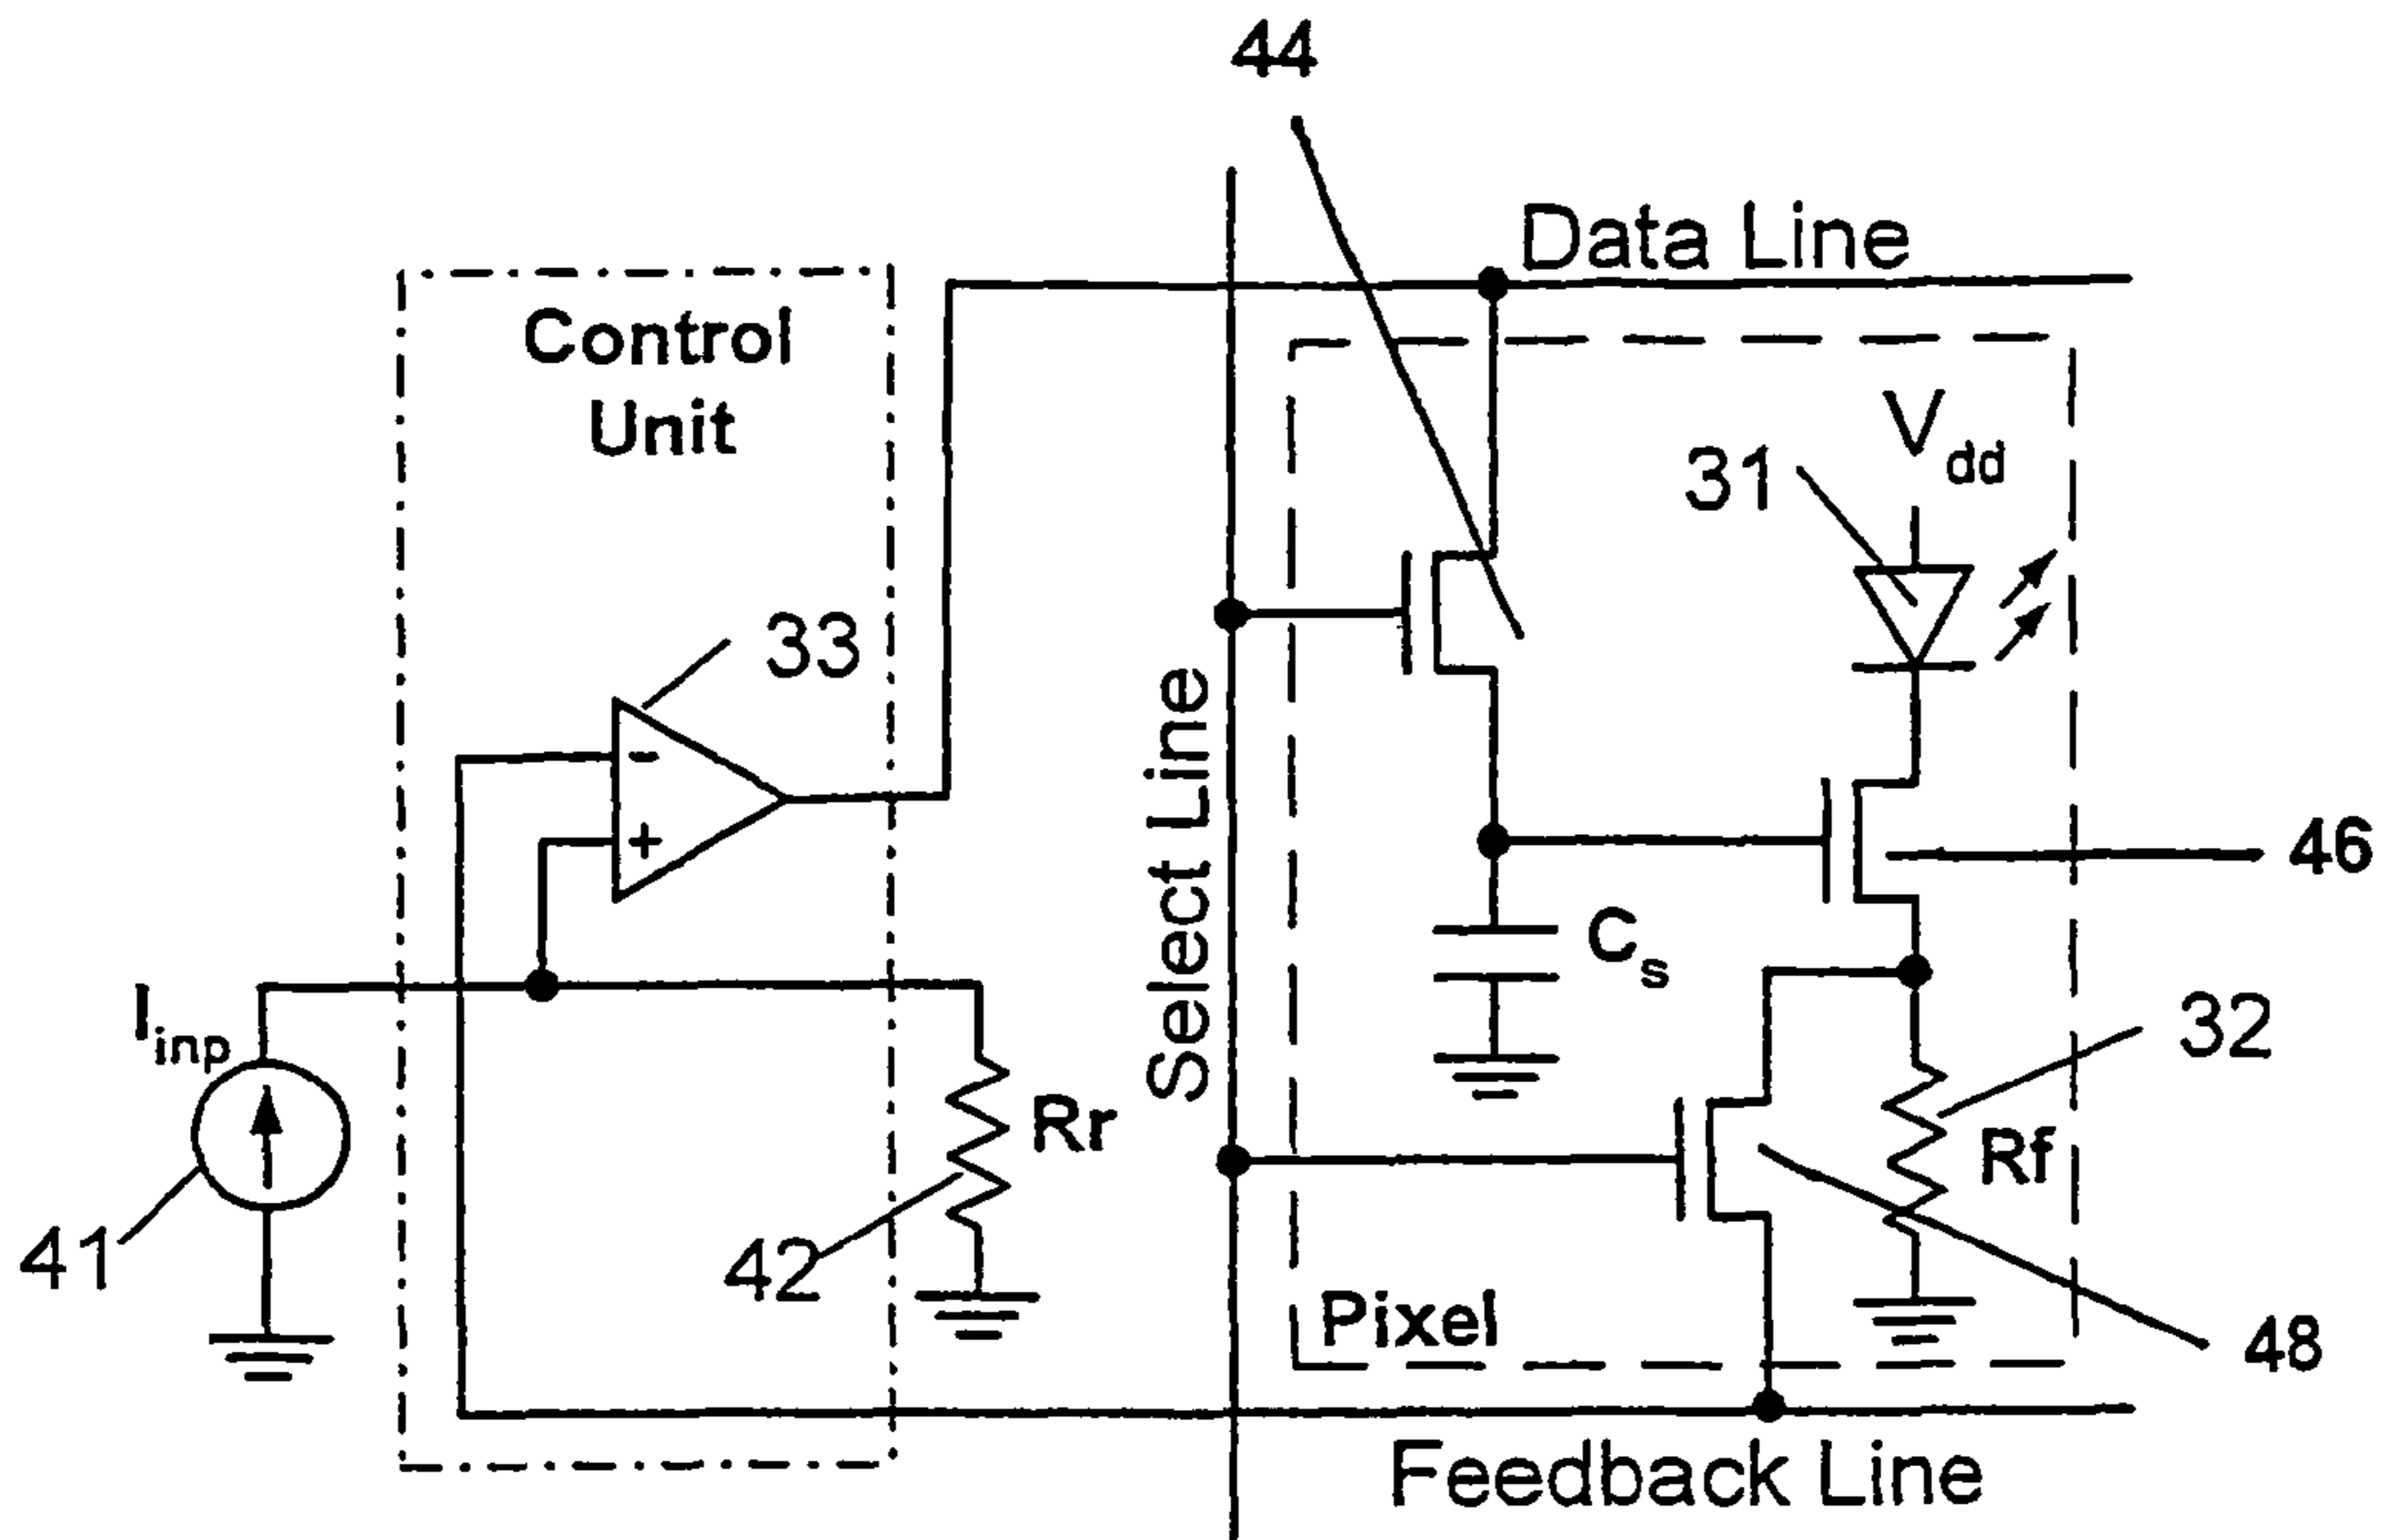 44
Data Line
Control
Unit
V
dd
31
33
Select Line
-
+
46
C
s
I
inp
32
Rr
Rf
41
42
Pixel
48
Feedback Line